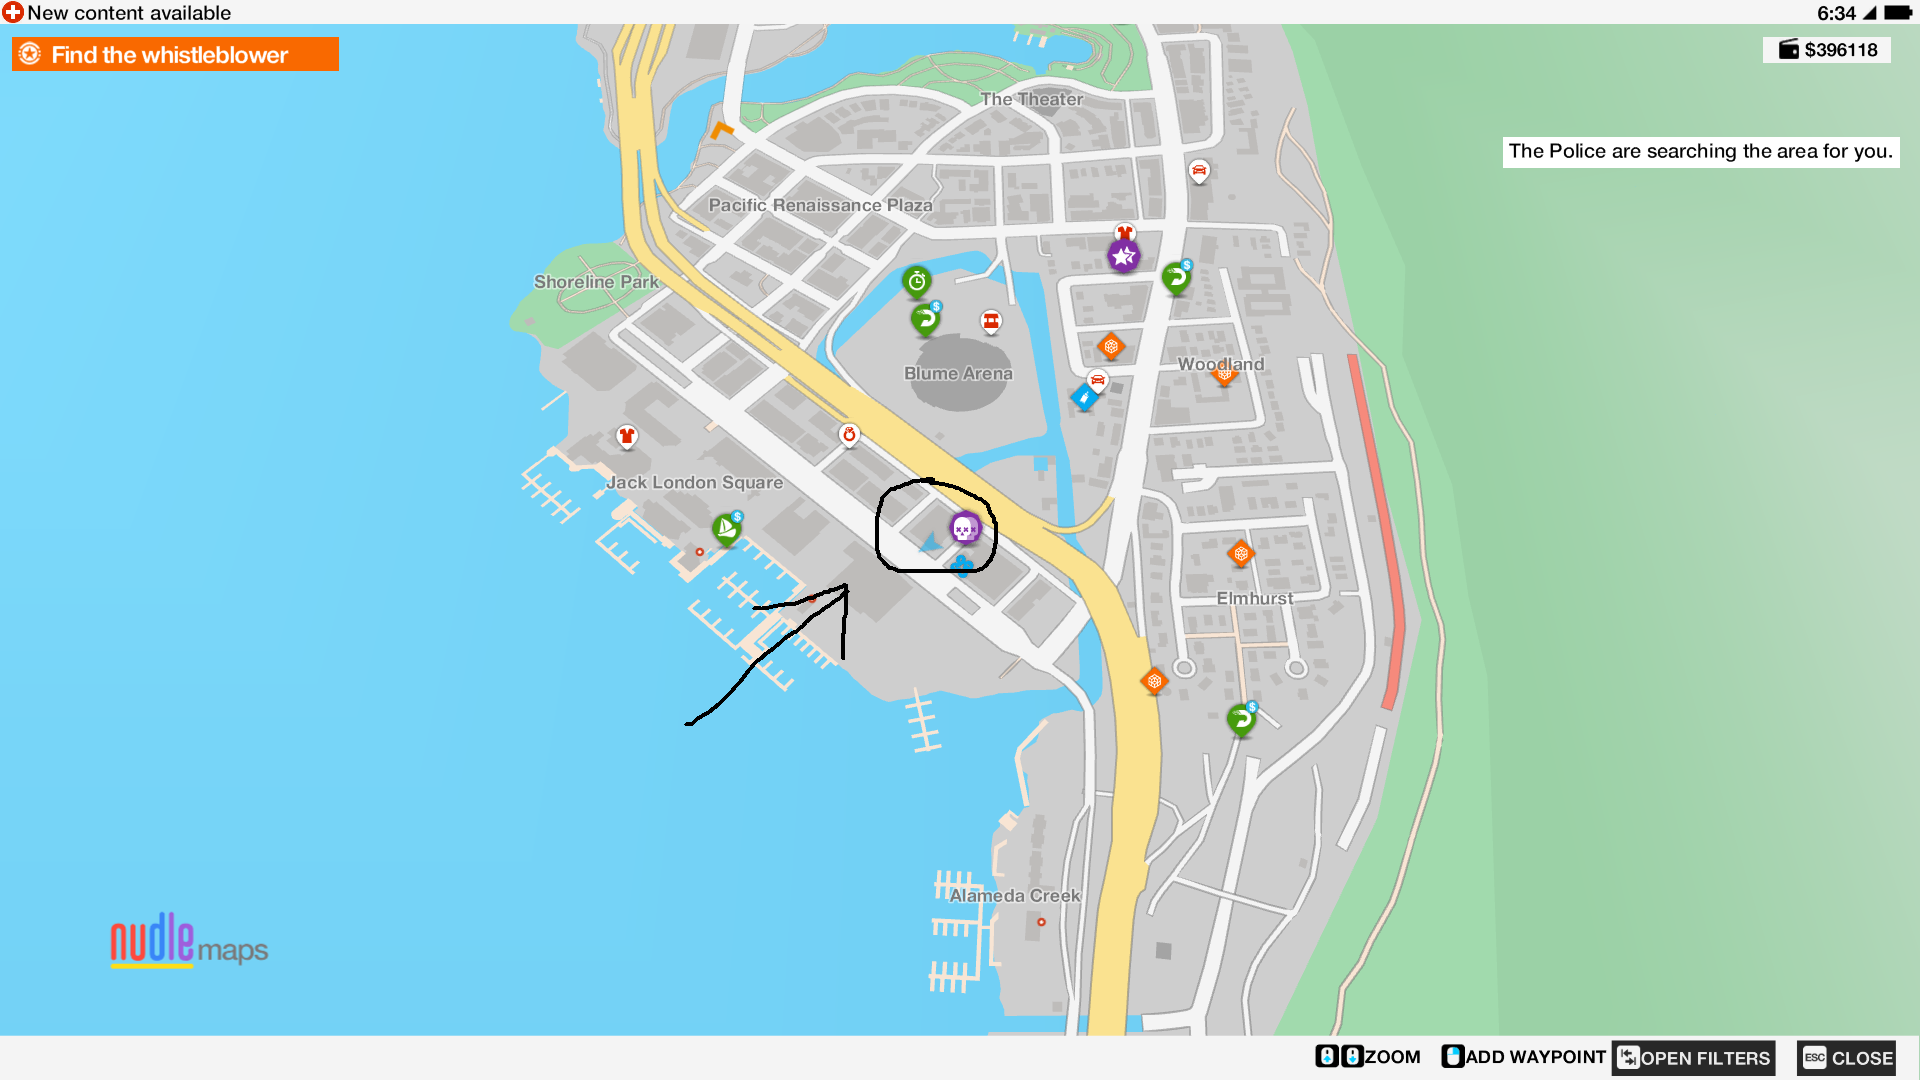 New content available
6:34
Find the whistleblower
$396118
The Theater
The Police are searching the area for you.
Pacific Renaissance Plaza
Shoreline Park
$
$
Blume Arena
Woodland
Jack London Square
$
Elmhurst
$
Alameda Creek
nudle maps
ZOOM
ADD WAYPOINT
OPEN FILTERS
ESC CLOSE